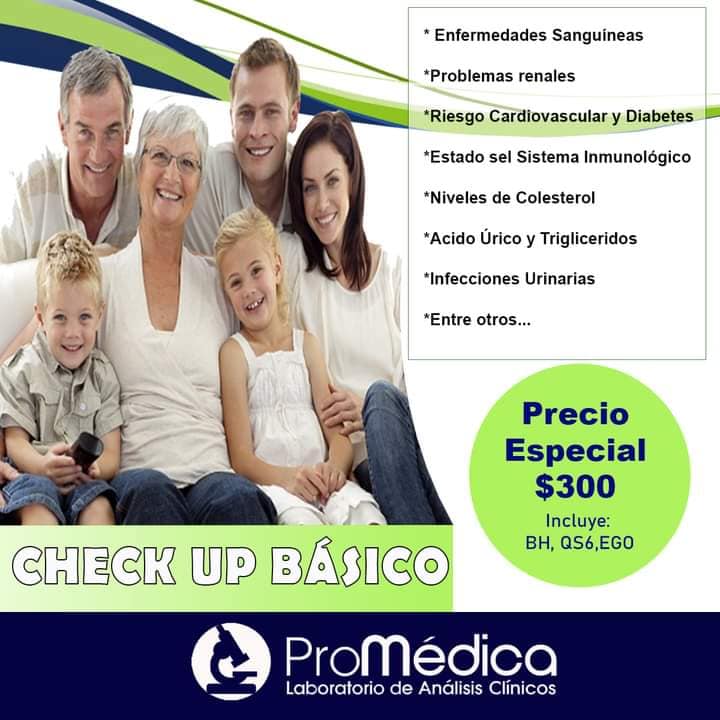 * Enfermedades Sanguíneas
*Problemas renales
*Riesgo Cardiovascular y Diabetes
*Estado sel Sistema Inmunológico
*Niveles de Colesterol
*Acido Úrico y Trigliceridos
*Infecciones Urinarias
*Entre otros...
Precio
Especial
$300
Incluye:
BH, QS6,EGO
CHECK UP BÁSICO
ProMédica
Laboratorio de Análisis Clínicos